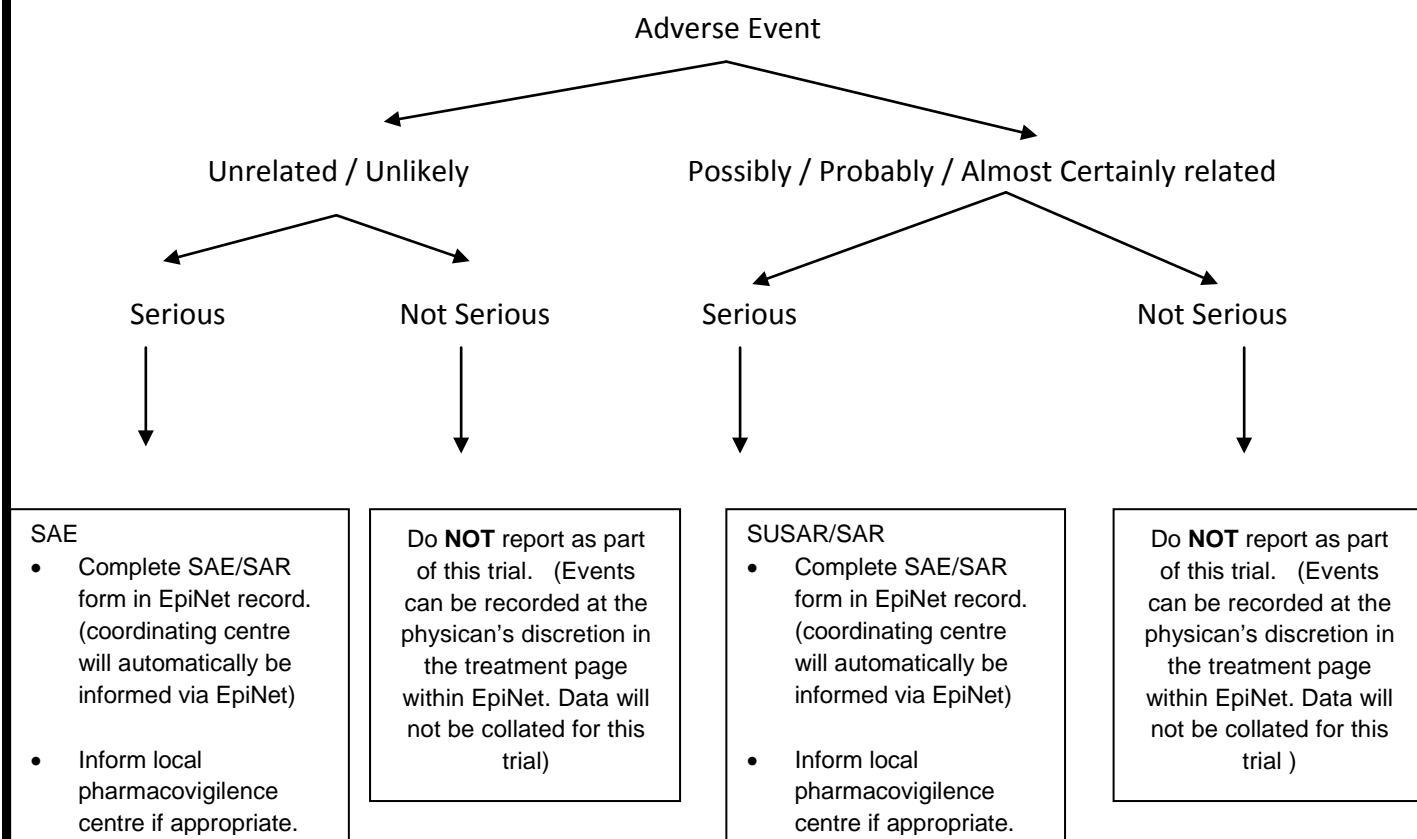 Adverse Event
Unrelated / Unlikely
Possibly / Probably / Almost Certainly related
Serious
Not Serious
Serious
Not Serious
SAE
• Complete SAE/SAR
form in EpiNet record.
(coordinating centre
will automatically be
informed via EpiNet)
• Inform local
pharmacovigilence
centre if appropriate.
Do NOT report as part
of this trial. (Events
can be recorded at the
physican's discretion in
the treatment page
within EpiNet. Data will
not be collated for this
trial)
SUSAR/SAR
• Complete SAE/SAR
form in EpiNet record.
(coordinating centre
will automatically be
informed via EpiNet)
• Inform local
pharmacovigilence
centre if appropriate.
Do NOT report as part
of this trial. (Events
can be recorded at the
physican's discretion in
the treatment page
within EpiNet. Data will
not be collated for this
trial )